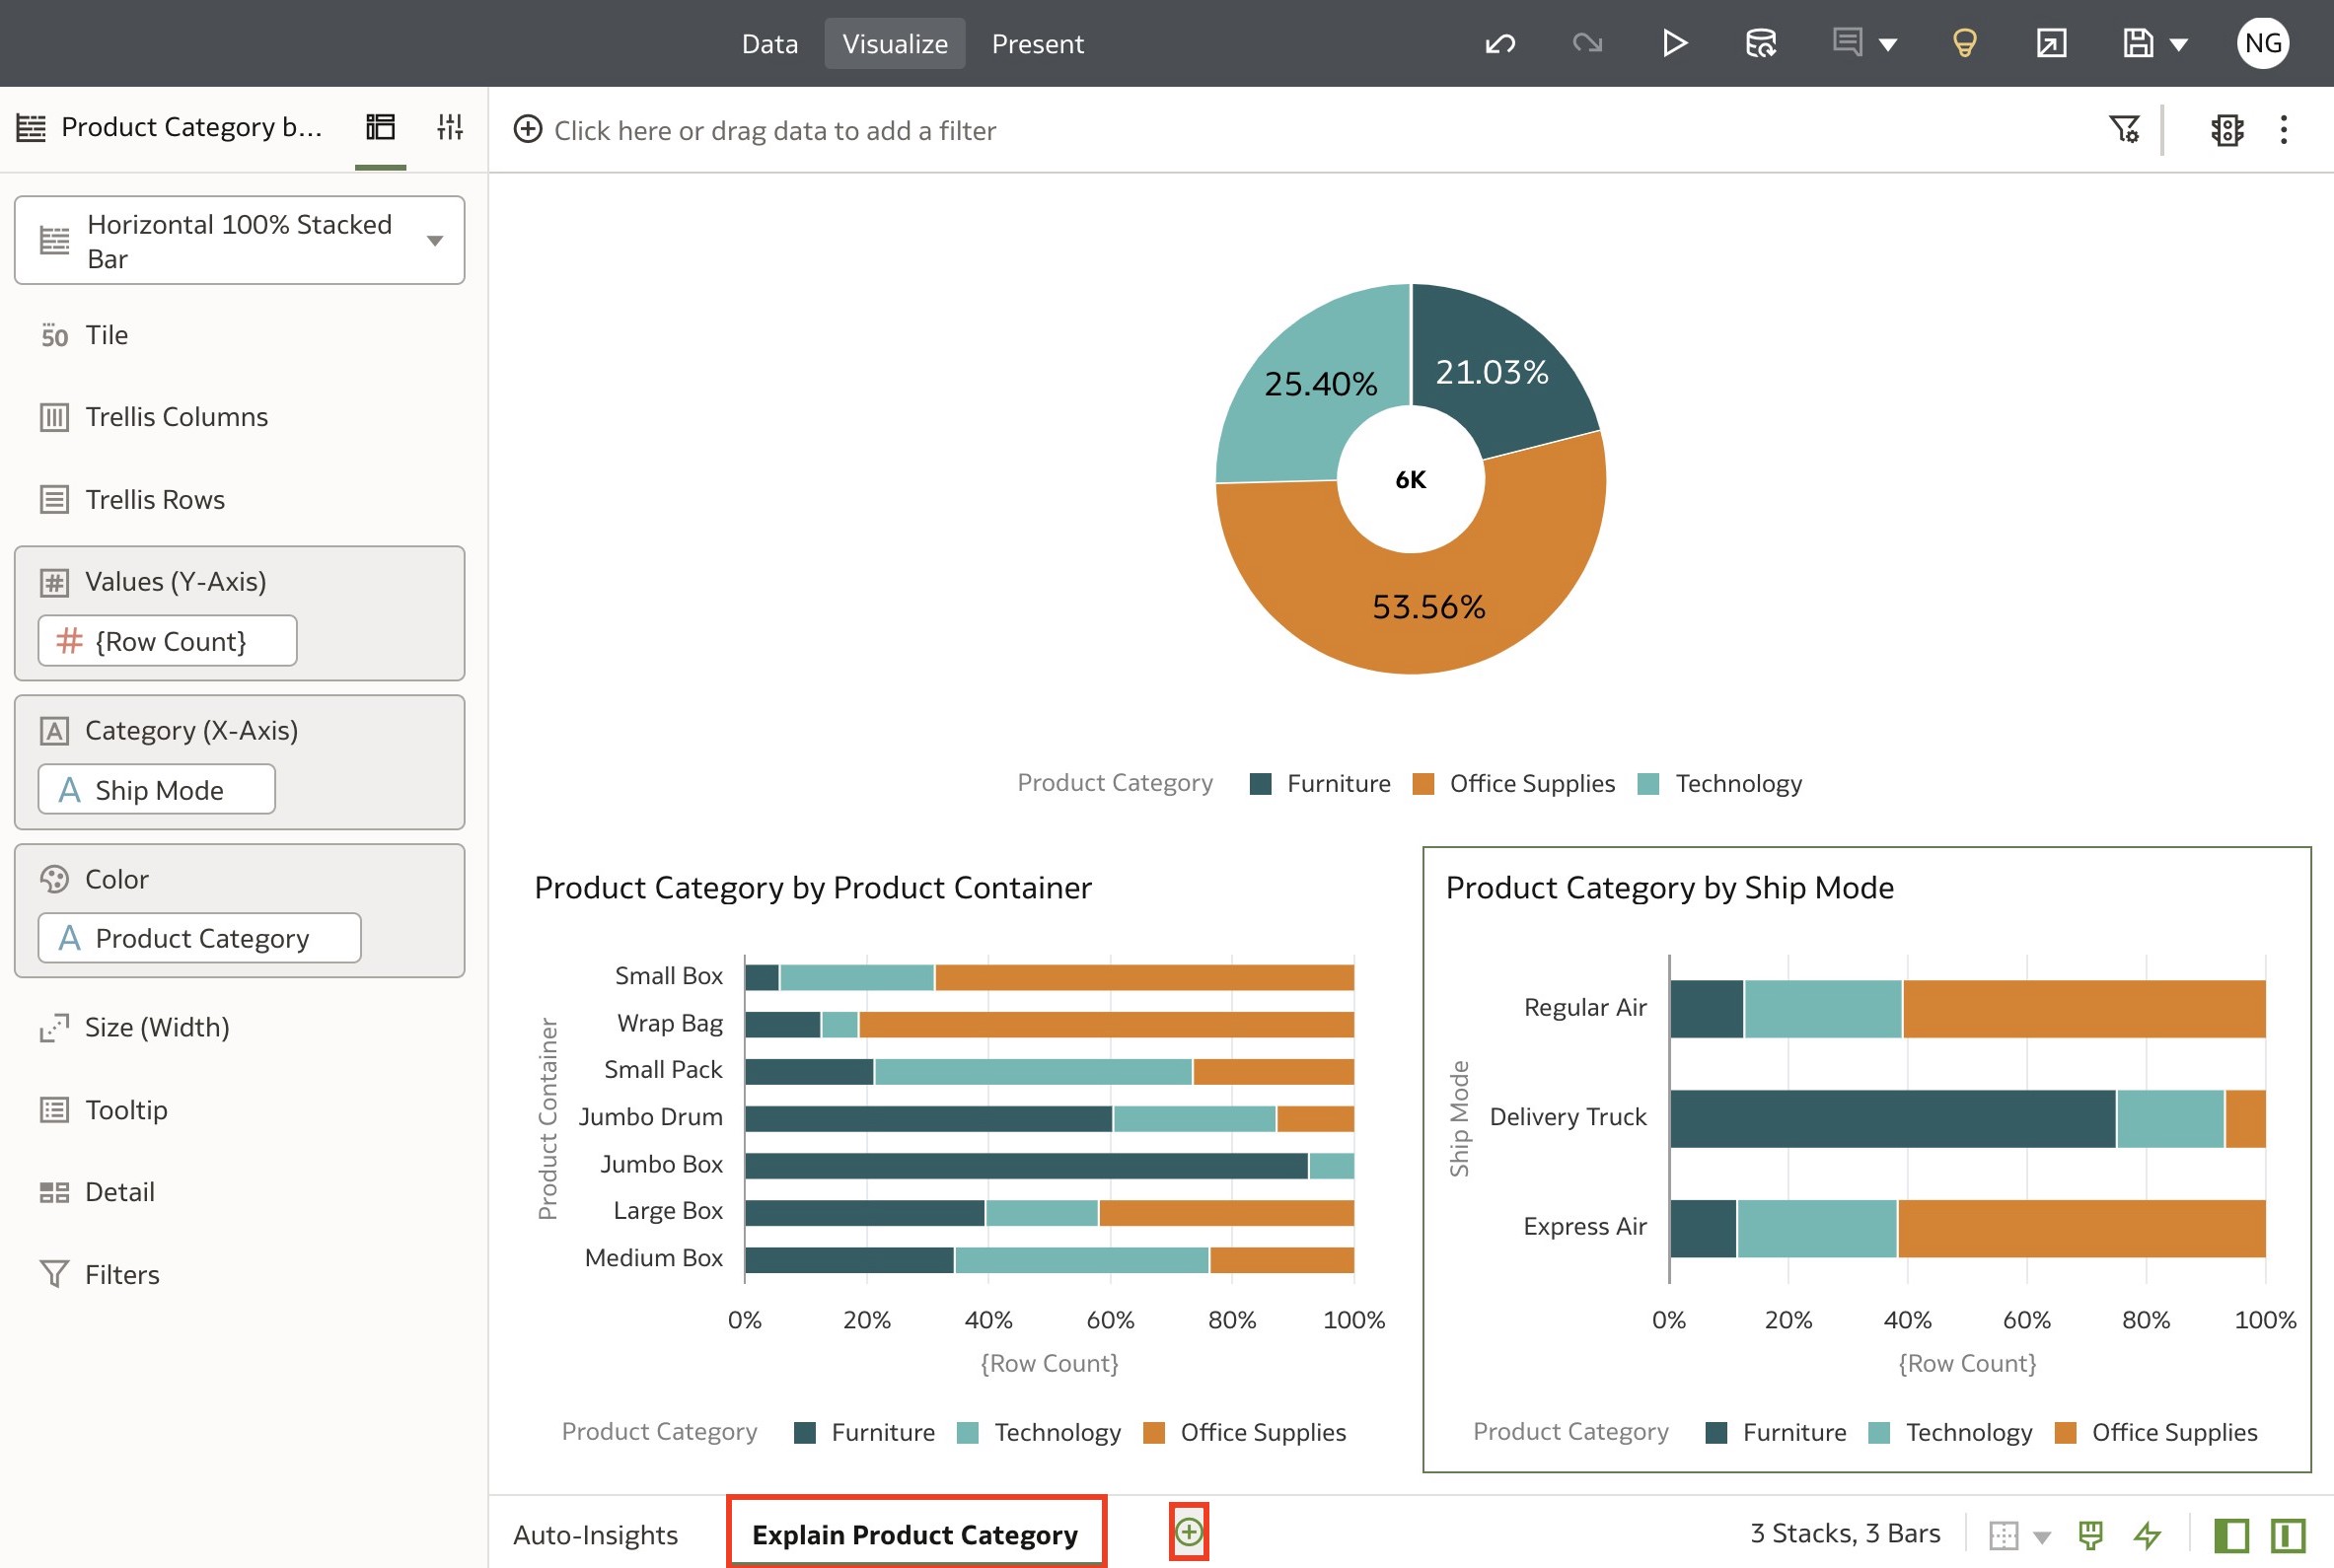 Data Visualize Present
NG
Product Category b...
Click here or drag data to add a filter
Horizontal 100% Stacked
Bar
50 Tile
Trellis Columns
Trellis Rows
Values (Y-Axis)
# {Row Count}
A Category (X-Axis)
A Ship Mode
Color
A Product Category
Size (Width)
Tooltip
Detail
Filters
25.40%
21.03%
6K
53.56%
Product Category Furniture Office Supplies Technology
Product Category by Product Container
Product Container
Small Box
Wrap Bag
Small Pack
Jumbo Drum
Jumbo Box
Large Box
Medium Box
0% 20% 40% 60% 80% 100%
{Row Count}
Product Category Furniture Technology Office Supplies
Product Category by Ship Mode
Ship Mode
Regular Air
Delivery Truck
Express Air
0% 20% 40% 60% 80% 100%
{Row Count}
Product Category Furniture Technology Office Supplies
Auto-Insights Explain Product Category
3 Stacks, 3 Bars